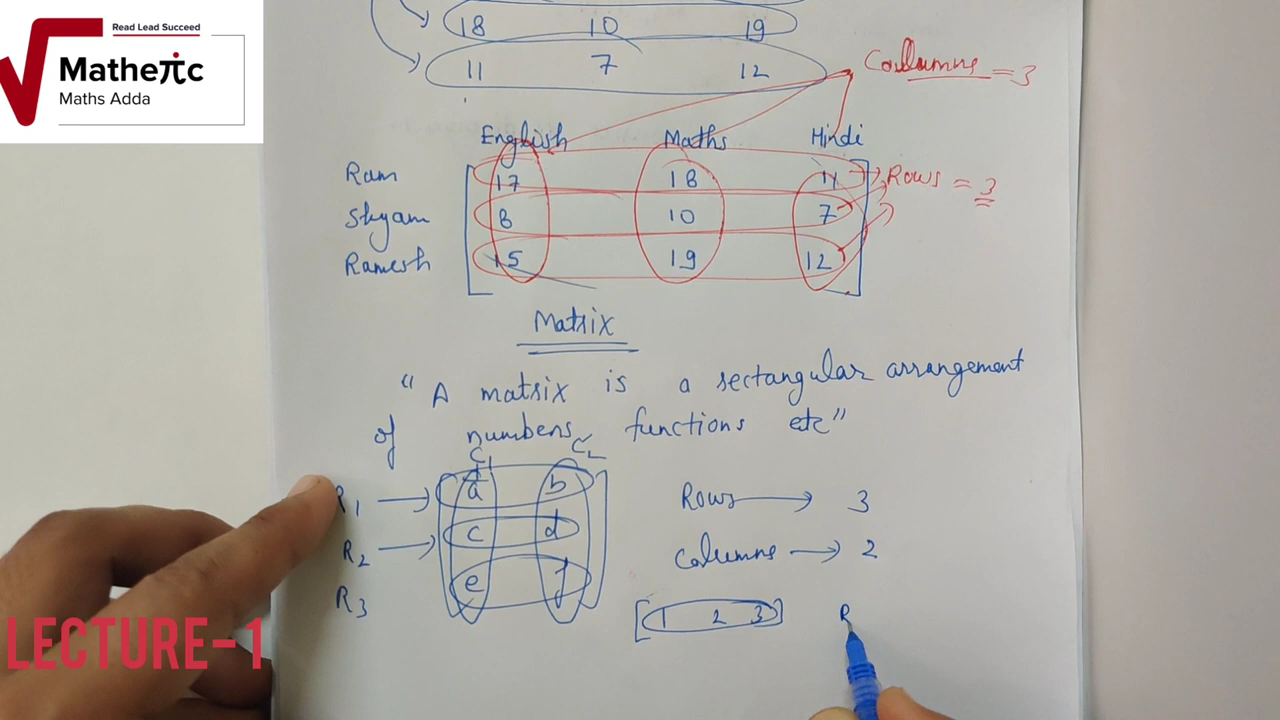 Read Lead Succeed
Matheπc
Maths Adda
18 10 19
11 7 12
Coulumns = 3
English Maths Hindi
Ram 17 18 11 Rows = 3
Shyam 8 10 7
Ramesh 15 19 12
Matrix
"A matrix is a rectangular arrangement
of numbers, functions etc"
C1 C2
R1 → a b Rows → 3
R2 → c d Columns → 2
R3 e f
[1 2 3] R
LECTURE-1